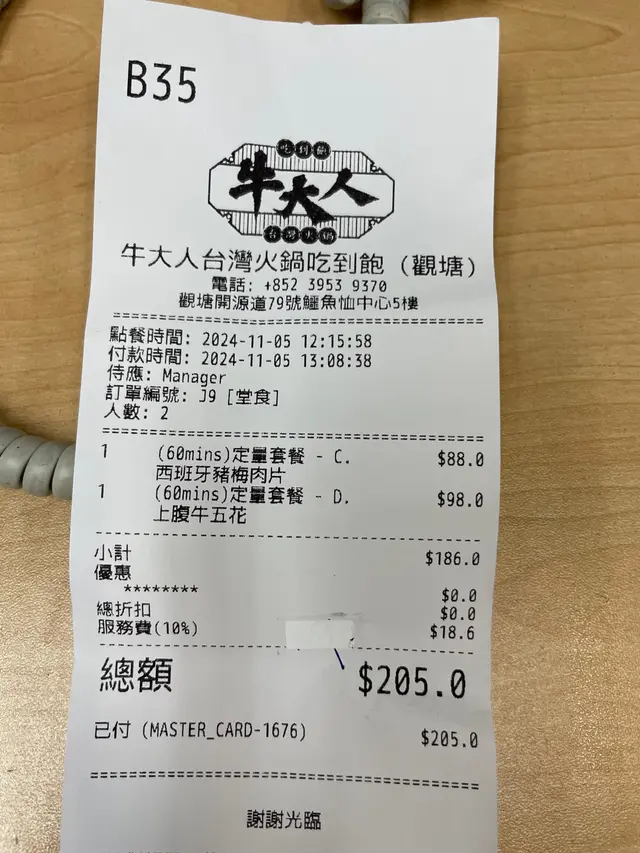 B35
吃到飽
牛大人
台灣火鍋
牛大人台灣火鍋吃到飽 (觀塘)
電話: +852 3953 9370
觀塘開源道79號鱷魚恤中心5樓
點餐時間: 2024-11-05 12:15:58
付款時間: 2024-11-05 13:08:38
侍應: Manager
訂單編號: J9 [堂食]
人數: 2
1 (60mins)定量套餐 - C. $88.0
西班牙豬梅肉片
1 (60mins)定量套餐 - D. $98.0
上腹牛五花
小計 $186.0
優惠
******** $0.0
總折扣 $0.0
服務費(10%) $18.6
總額 $205.0
已付 (MASTER_CARD-1676) $205.0
謝謝光臨